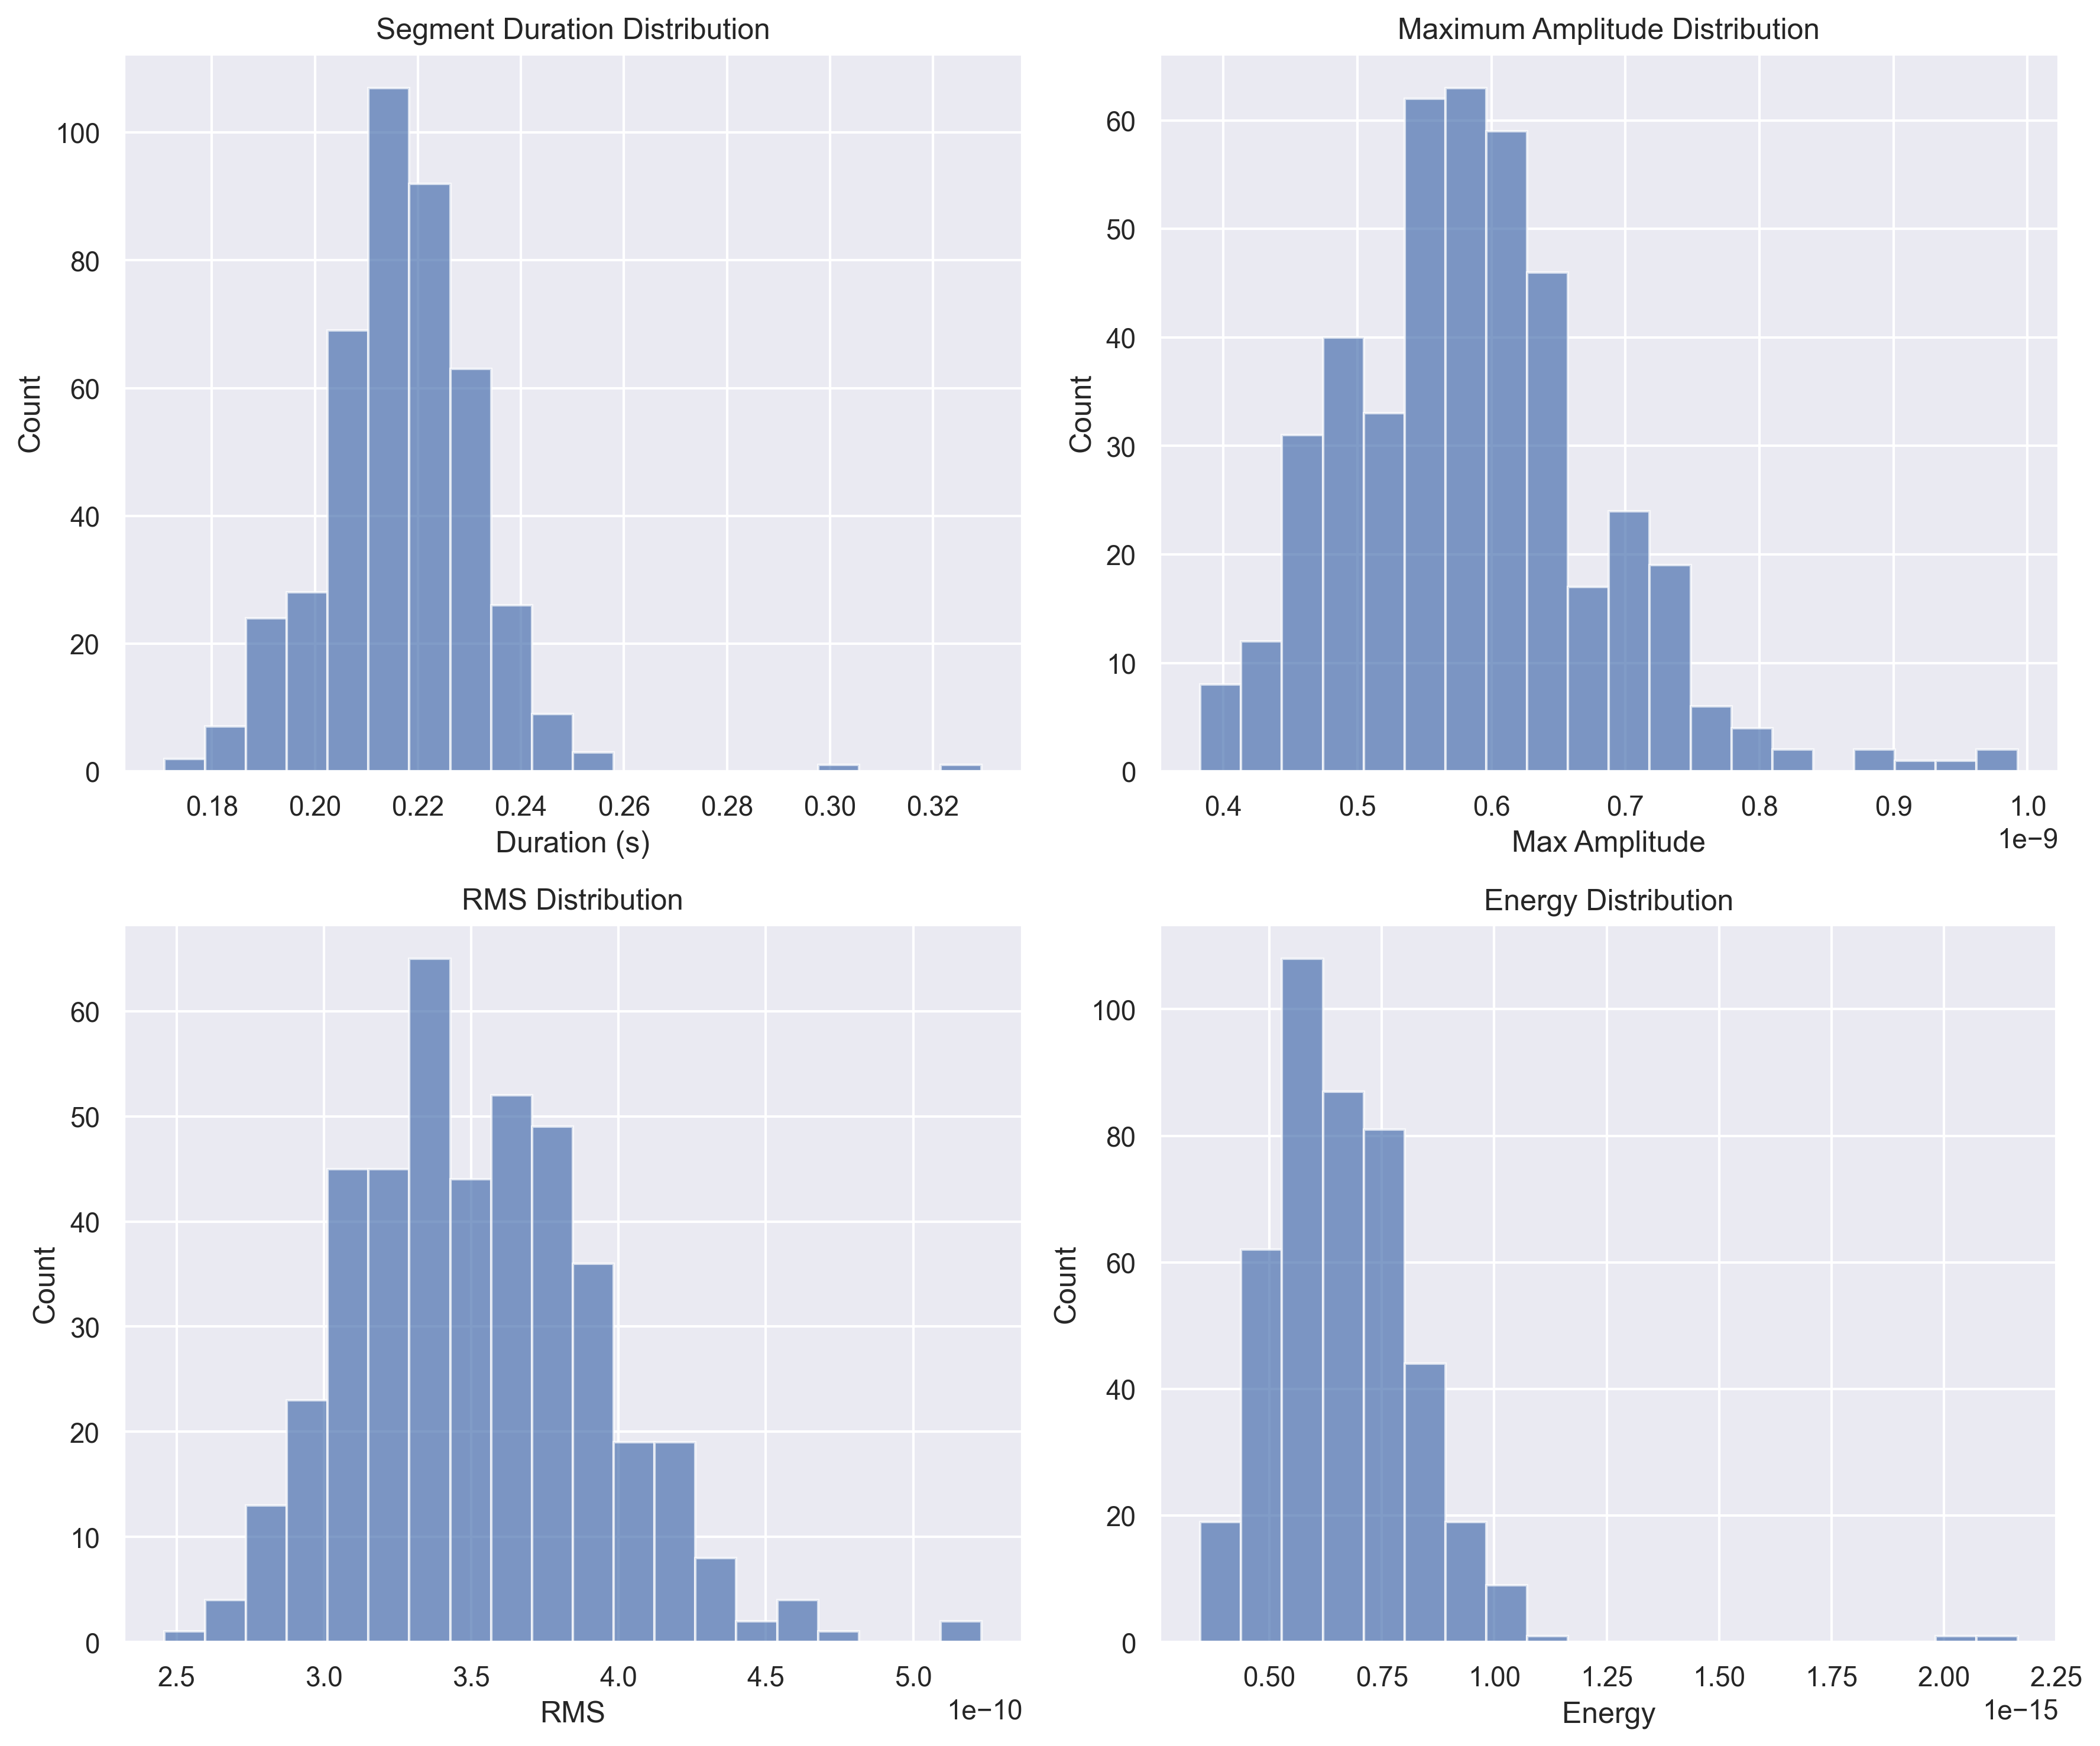 Segment Duration Distribution
Count
0 20 40 60 80 100
0.18 0.20 0.22 0.24 0.26 0.28 0.30 0.32
Duration (s)
Maximum Amplitude Distribution
Count
0 10 20 30 40 50 60
0.4 0.5 0.6 0.7 0.8 0.9 1.0
1e−9
Max Amplitude
RMS Distribution
Count
0 10 20 30 40 50 60
2.5 3.0 3.5 4.0 4.5 5.0
1e−10
RMS
Energy Distribution
Count
0 20 40 60 80 100
0.50 0.75 1.00 1.25 1.50 1.75 2.00 2.25
1e−15
Energy